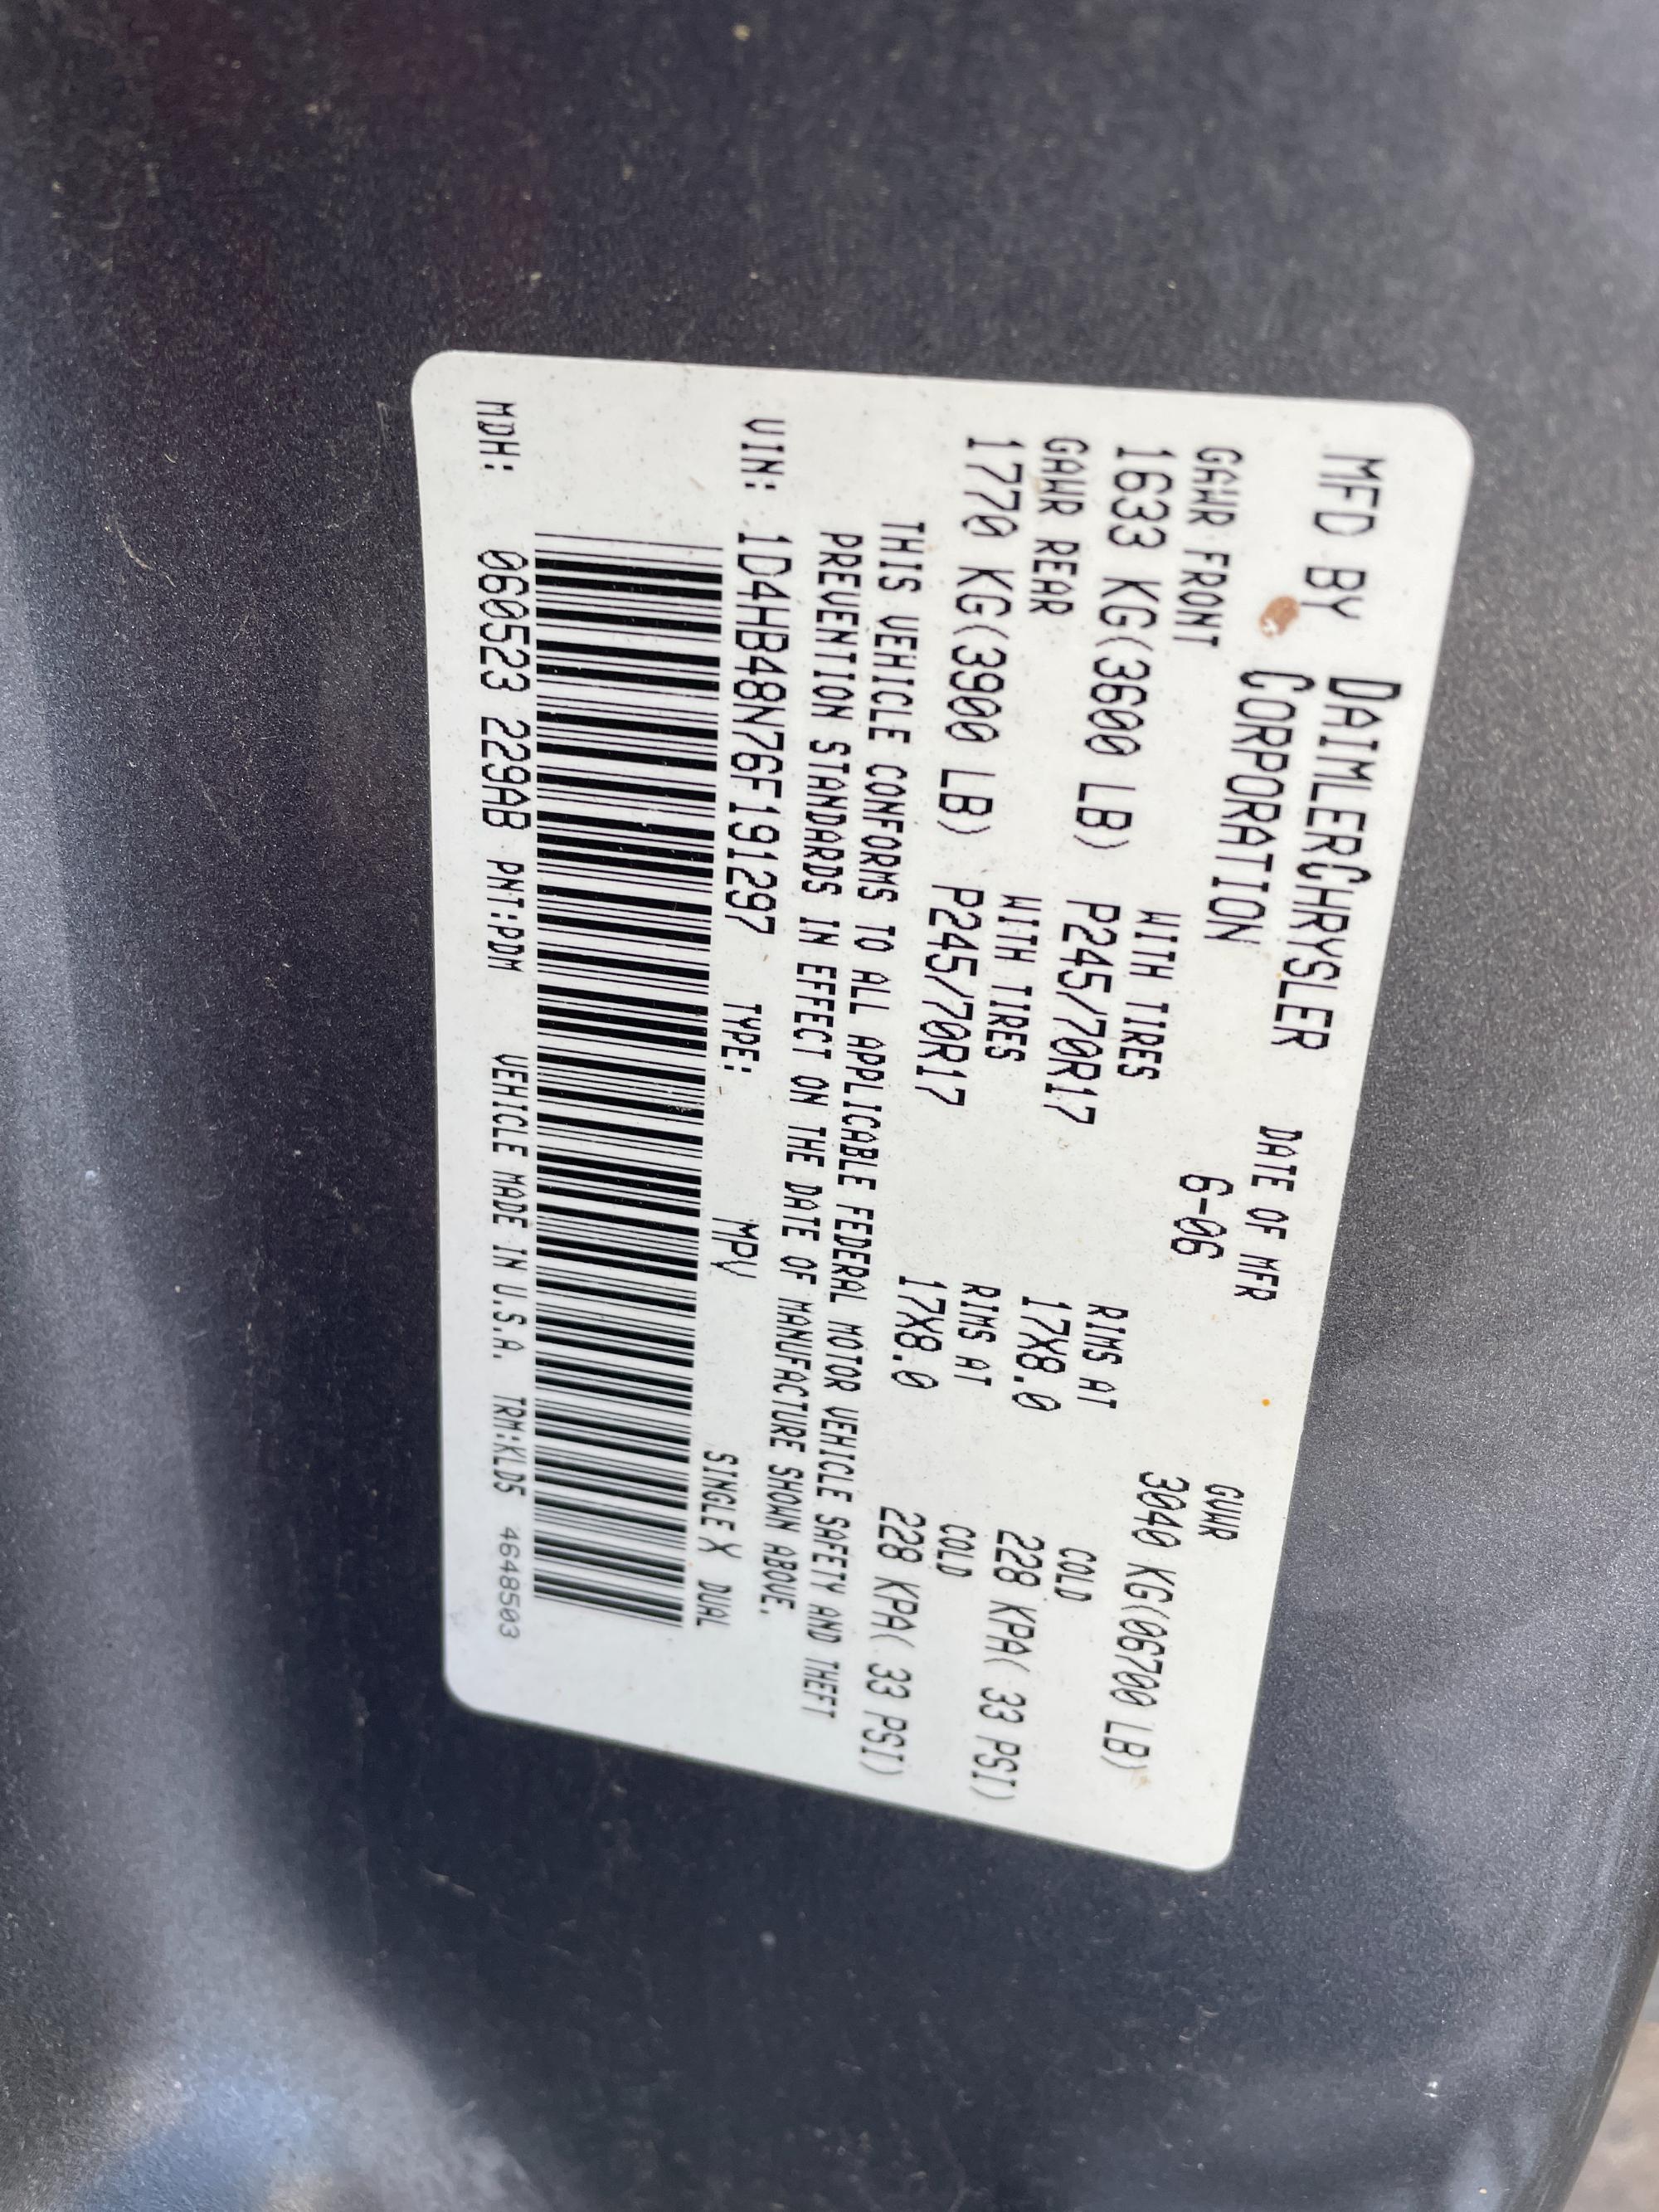 MFD BY DAIMLERCHRYSLER DATE OF MFR GVWR
CORPORATION 6-06 3040 KG(06700 LB)
GAWR FRONT WITH TIRES RIMS AT COLD
1633 KG(3600 LB) P245/70R17 17X8.0 228 KPA( 33 PSI)
GAWR REAR WITH TIRES RIMS AT COLD
1770 KG(3900 LB) P245/70R17 17X8.0 228 KPA( 33 PSI)
THIS VEHICLE CONFORMS TO ALL APPLICABLE FEDERAL MOTOR VEHICLE SAFETY AND THEFT
PREVENTION STANDARDS IN EFFECT ON THE DATE OF MANUFACTURE SHOWN ABOVE.
VIN: 1D4HB48N76F191297 TYPE: MPV SINGLE X DUAL
MDH: 060523 229AB PNT:PDM VEHICLE MADE IN U.S.A. TRM:KLD5 4648503